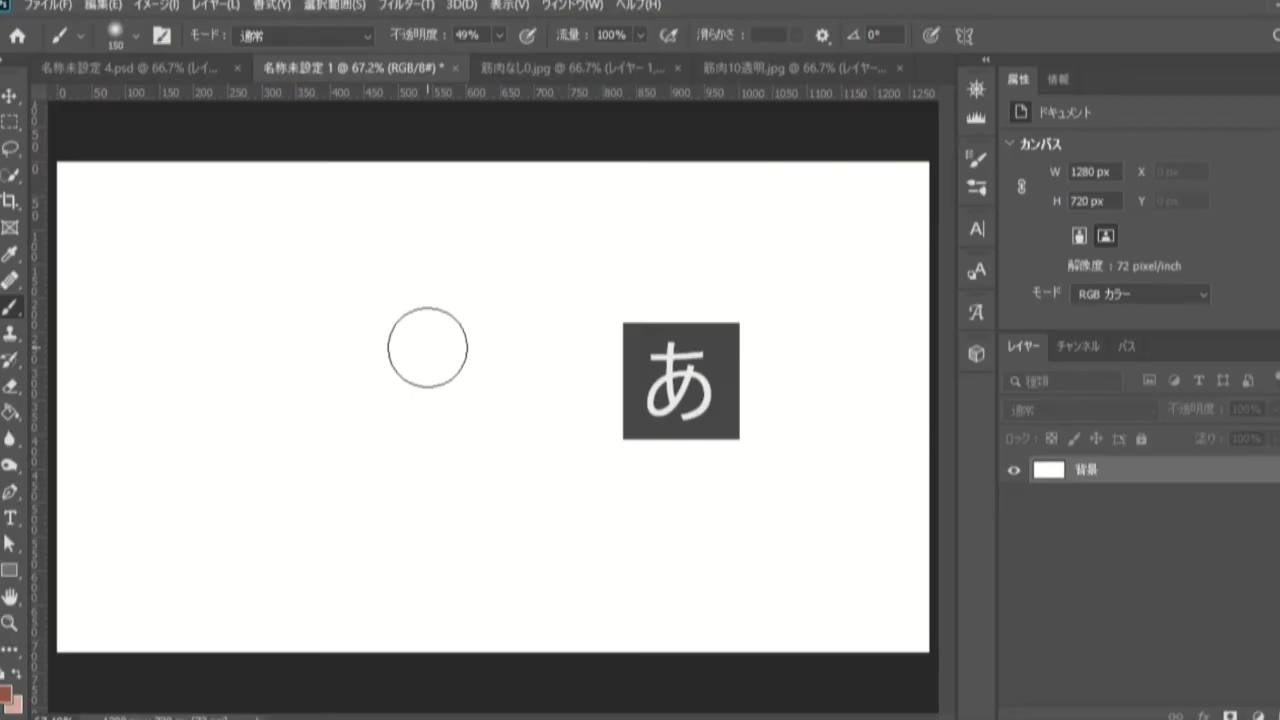 ファイル(F) 編集(E) イメージ(I) レイヤー(L) 書式(Y) 選択範囲(S) フィルター(T) 3D(D) 表示(V) ウィンドウ(W) ヘルプ(H)
150 モード： 通常 不透明度： 49% 流量： 100% 滑らかさ： 0°
名称未設定 4.psd @ 66.7% (レイ... × 名称未設定 1 @ 67.2% (RGB/8#) * × 筋肉なし0.jpg @ 66.7% (レイヤー 1,... × 筋肉10透明.jpg @ 66.7% (レイヤー... ×
0 50 100 150 200 250 300 350 400 450 500 550 600 650 700 750 800 850 900 950 1000 1050 1100 1150 1200 1250
属性 情報
ドキュメント
カンバス
W 1280 px X 0 px
H 720 px Y 0 px
解像度：72 pixel/inch
モード RGB カラー
あ
レイヤー チャンネル パス
種類
通常 不透明度： 100%
ロック： 塗り： 100%
背景